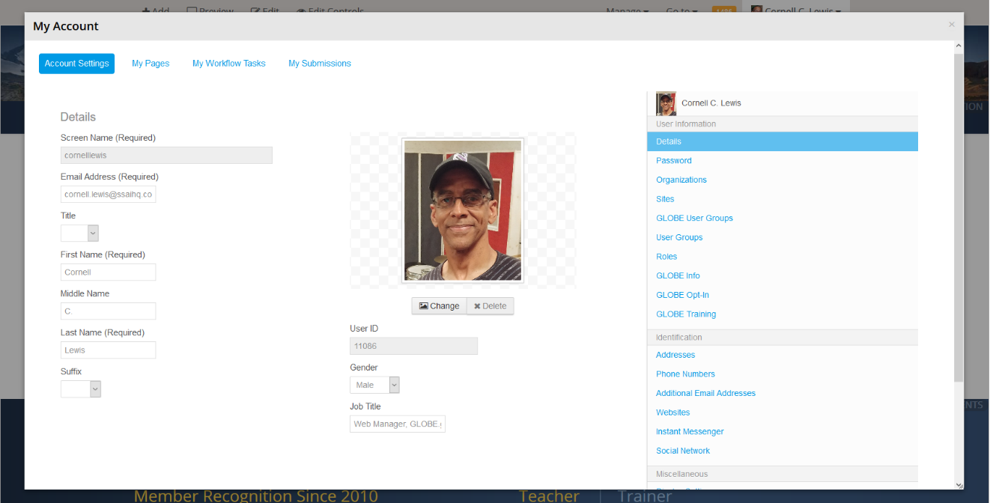 Add Preview Edit Edit Controls Manage Go to 1486 Cornell C. Lewis
My Account ×
Account Settings My Pages My Workflow Tasks My Submissions
Details
Screen Name (Required)
cornelllewis
Email Address (Required)
cornell.lewis@ssaihq.co
Title
First Name (Required)
Cornell
Middle Name
C.
Last Name (Required)
Lewis
Suffix
Change Delete
User ID
11086
Gender
Male
Job Title
Web Manager, GLOBE.g
Cornell C. Lewis
User Information
Details
Password
Organizations
Sites
GLOBE User Groups
User Groups
Roles
GLOBE Info
GLOBE Opt-In
GLOBE Training
Identification
Addresses
Phone Numbers
Additional Email Addresses
Websites
Instant Messenger
Social Network
Miscellaneous
ION
NTS
Member Recognition Since 2010 Teacher Trainer